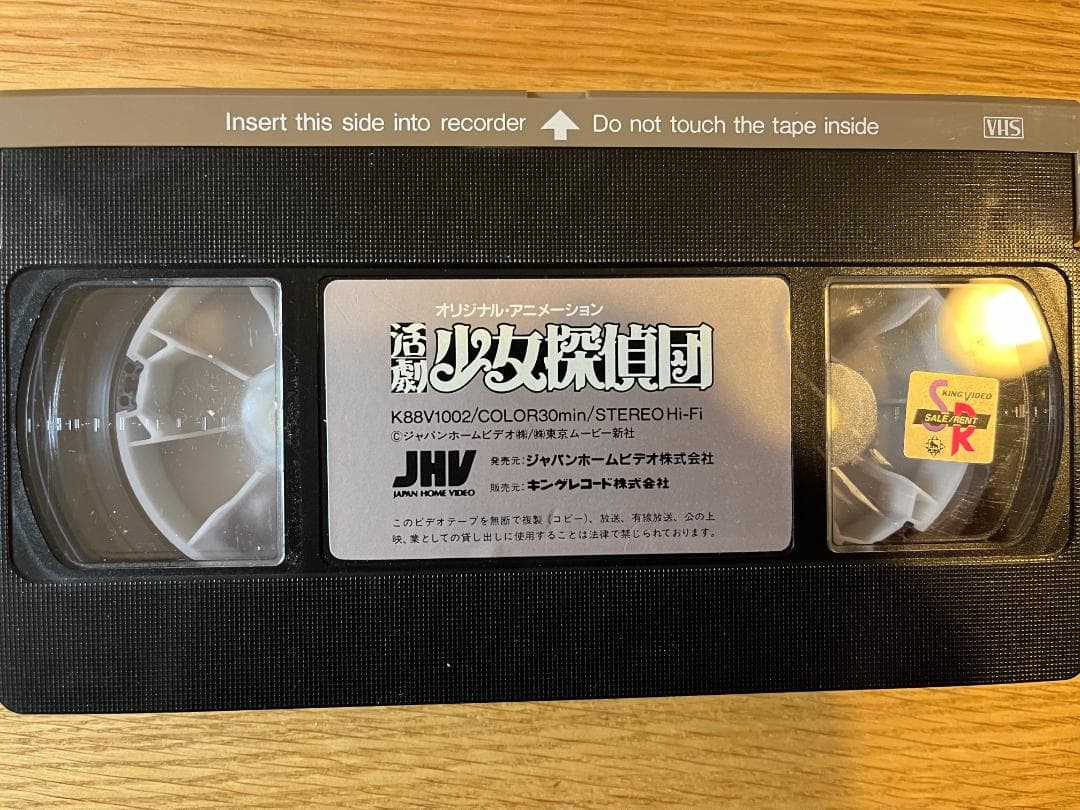 Insert this side into recorder Do not touch the tape inside VHS
オリジナル・アニメーション
活劇少女探偵団
K88V1002/COLOR30min/STEREO Hi-Fi
©ジャパンホームビデオ㈱/㈱東京ムービー新社
JHV
JAPAN HOME VIDEO
発売元:ジャパンホームビデオ株式会社
販売元:キングレコード株式会社
このビデオテープを無断で複製(コピー)、放送、有線放送、公の上
映、業としての貸し出しに使用することは法律で禁じられております。
KING VIDEO
SALE/RENT
SRK